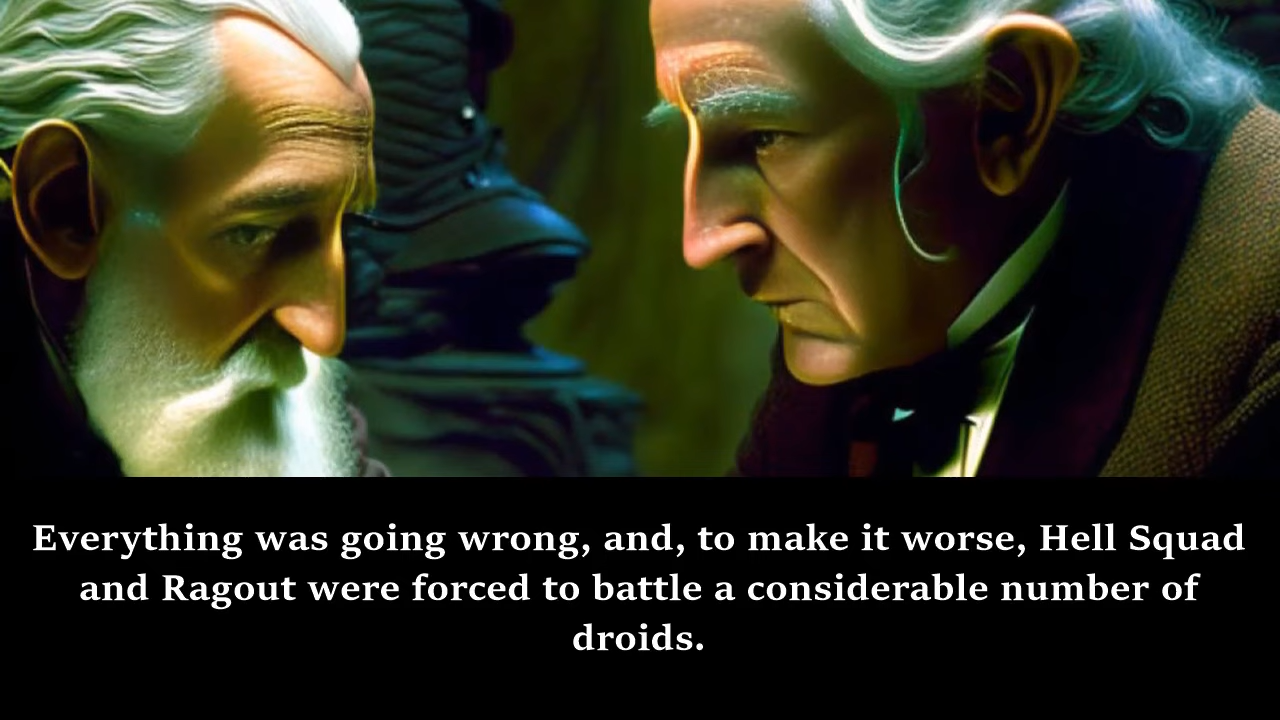 Everything was going wrong, and, to make it worse, Hell Squad
and Ragout were forced to battle a considerable number of
droids.